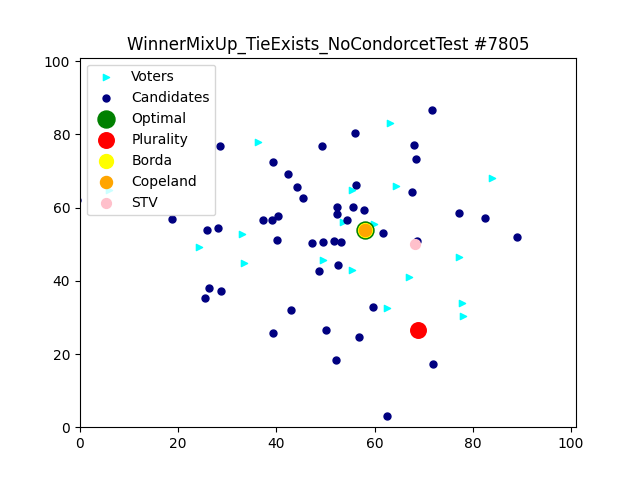 WinnerMixUp_TieExists_NoCondorcetTest #7805
100
80
60
40
20
0
Voters
Candidates
Optimal
Plurality
Borda
Copeland
STV
0 20 40 60 80 100